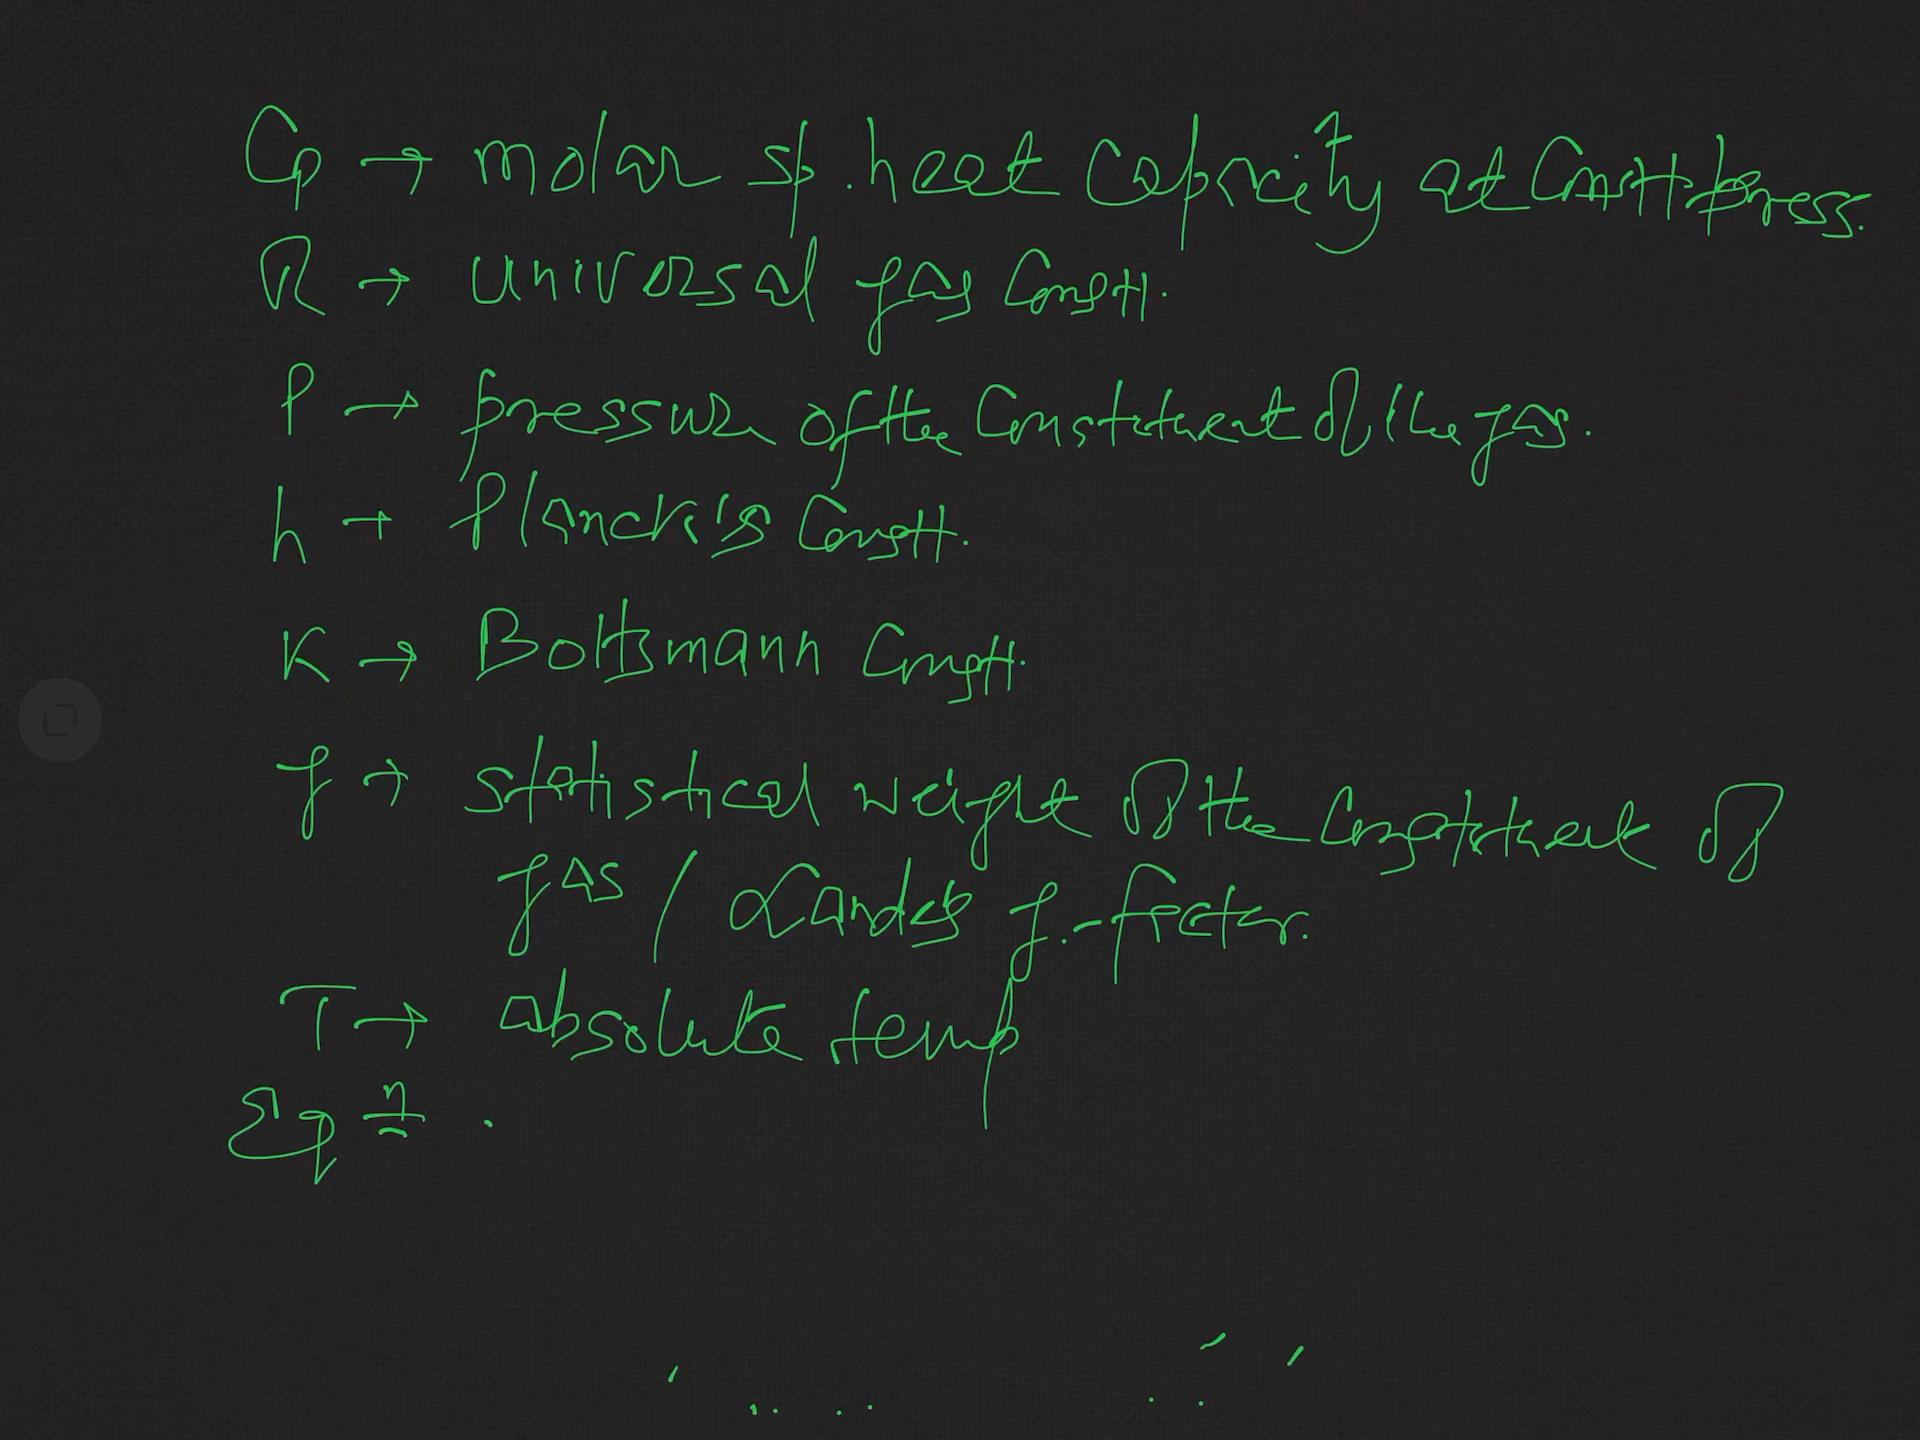 Cp → molar sp. heat capacity at Constt press.
R → universal gas Constt.
P → pressure of the Constituent of the gas.
h → Planck's Constt.
K → Boltsmann Constt.
g → statistical weight of the Constituent of
gas / Lande's g-factor.
T → absolute temp
Eqn .